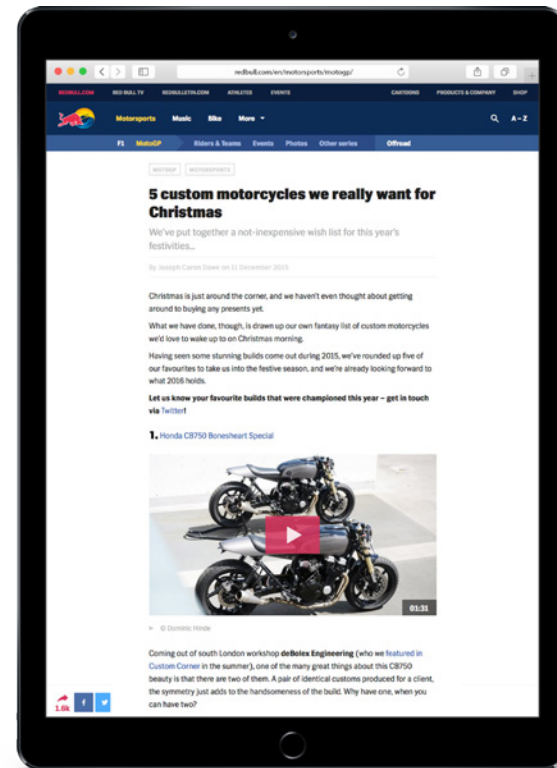 redbull.com/en/motorsports/motogp/
REDBULL.COM RED BULL TV REDBULLETIN.COM ATHLETES EVENTS CARTOONS PRODUCTS & COMPANY SHOP
Motorsports Music Bike More A-Z
F1 MotoGP Riders & Teams Events Photos Other series Offroad
MOTOGP MOTORSPORTS
5 custom motorcycles we really want for
Christmas
We've put together a not-inexpensive wish list for this year's
festivities...
By Joseph Caron Dawe on 11 December 2015
Christmas is just around the corner, and we haven't even thought about getting
around to buying any presents yet.
What we have done, though, is drawn up our own fantasy list of custom motorcycles
we'd love to wake up to on Christmas morning.
Having seen some stunning builds come out during 2015, we've rounded up five of
our favourites to take us into the festive season, and we're already looking forward to
what 2016 holds.
Let us know your favourite builds that were championed this year – get in touch
via Twitter!
1. Honda CB750 Bonesheart Special
01:31
© Dominic Hinde
Coming out of south London workshop deBolex Engineering (who we featured in
Custom Corner in the summer), one of the many great things about this CB750
beauty is that there are two of them. A pair of identical customs produced for a client,
the symmetry just adds to the handsomeness of the build. Why have one, when you
can have two?
1.6k f